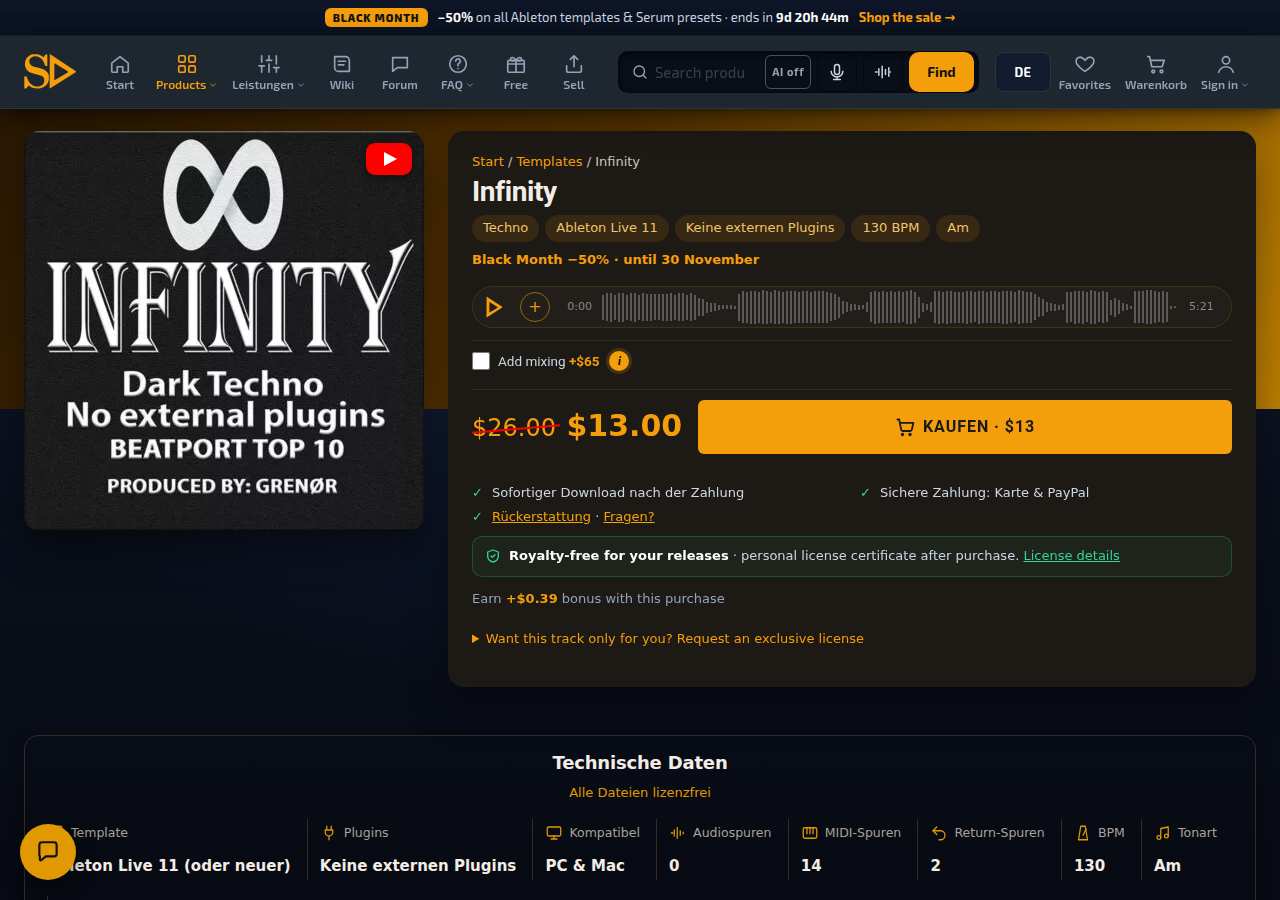 BLACK MONTH −50% on all Ableton templates & Serum presets · ends in 9d 20h 44m Shop the sale →
Start Products Leistungen Wiki Forum FAQ Free Sell Search produ AI off Find DE Favorites Warenkorb Sign in
INFINITY
Dark Techno
No external plugins
BEATPORT TOP 10
PRODUCED BY: GRENØR
Start / Templates / Infinity
Infinity
Techno Ableton Live 11 Keine externen Plugins 130 BPM Am
Black Month −50% · until 30 November
0:00 5:21
Add mixing +$65 i
$26.00 $13.00 KAUFEN · $13
✓ Sofortiger Download nach der Zahlung ✓ Sichere Zahlung: Karte & PayPal
✓ Rückerstattung · Fragen?
Royalty-free for your releases · personal license certificate after purchase. License details
Earn +$0.39 bonus with this purchase
Want this track only for you? Request an exclusive license
Technische Daten
Alle Dateien lizenzfrei
Template Plugins Kompatibel Audiospuren MIDI-Spuren Return-Spuren BPM Tonart
leton Live 11 (oder neuer) Keine externen Plugins PC & Mac 0 14 2 130 Am